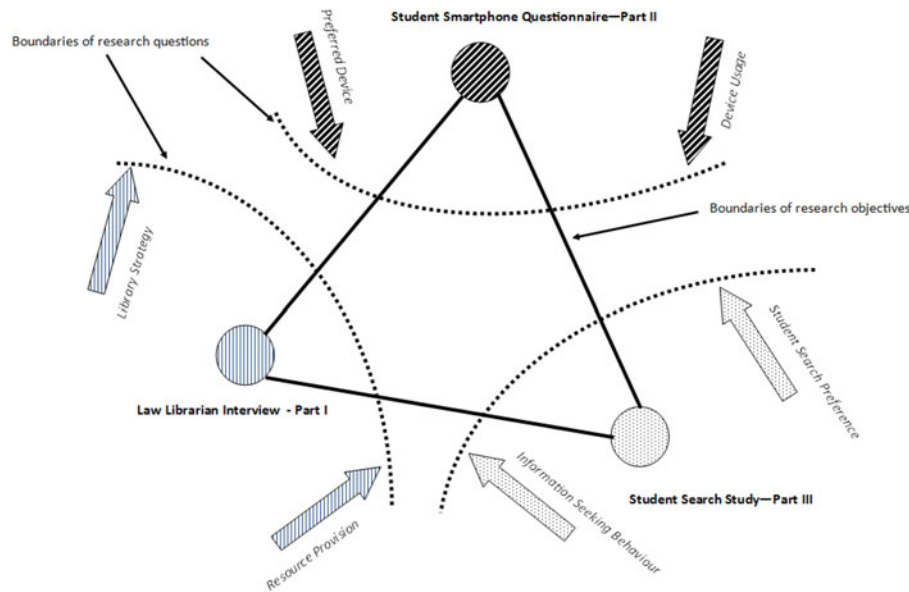 Student Smartphone Questionnaire—Part II
Boundaries of research questions
Preferred Device
Device Usage
Boundaries of research objectives
Library Strategy
Student Search Preference
Law Librarian Interview - Part I
Information Seeking Behaviour
Student Search Study—Part III
Resource Provision